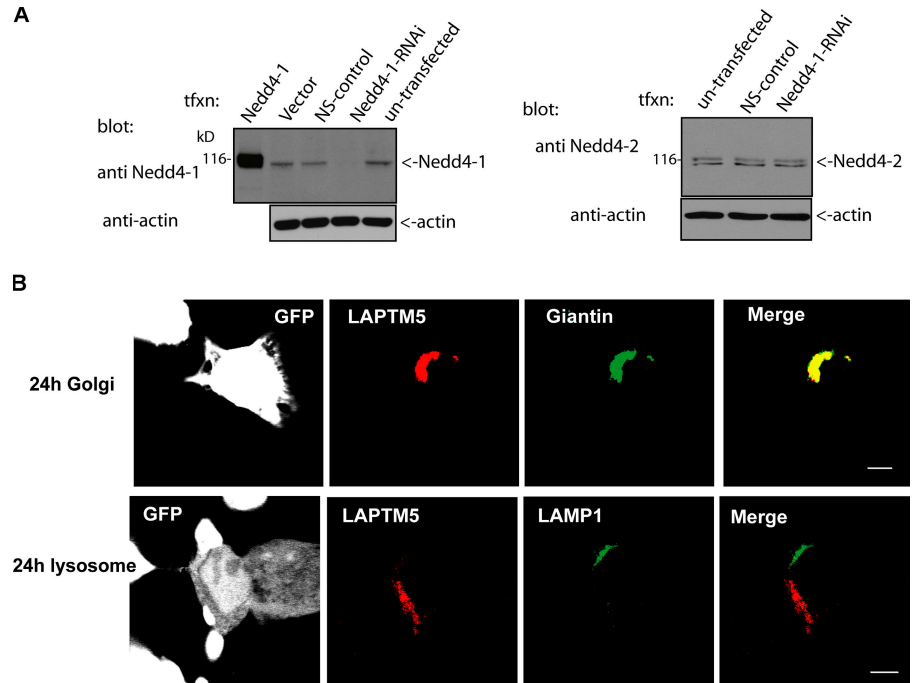 A
tfxn:
Nedd4-1
Vector
NS-control
Nedd4-1-RNAi
un-transfected
blot:
kD
116-
anti Nedd4-1
<-Nedd4-1
anti-actin
<-actin
tfxn:
un-transfected
NS-control
Nedd4-1-RNAi
blot:
anti Nedd4-2
116-
<-Nedd4-2
anti-actin
<-actin
B
GFP
LAPTM5
Giantin
Merge
24h Golgi
GFP
LAPTM5
LAMP1
Merge
24h lysosome